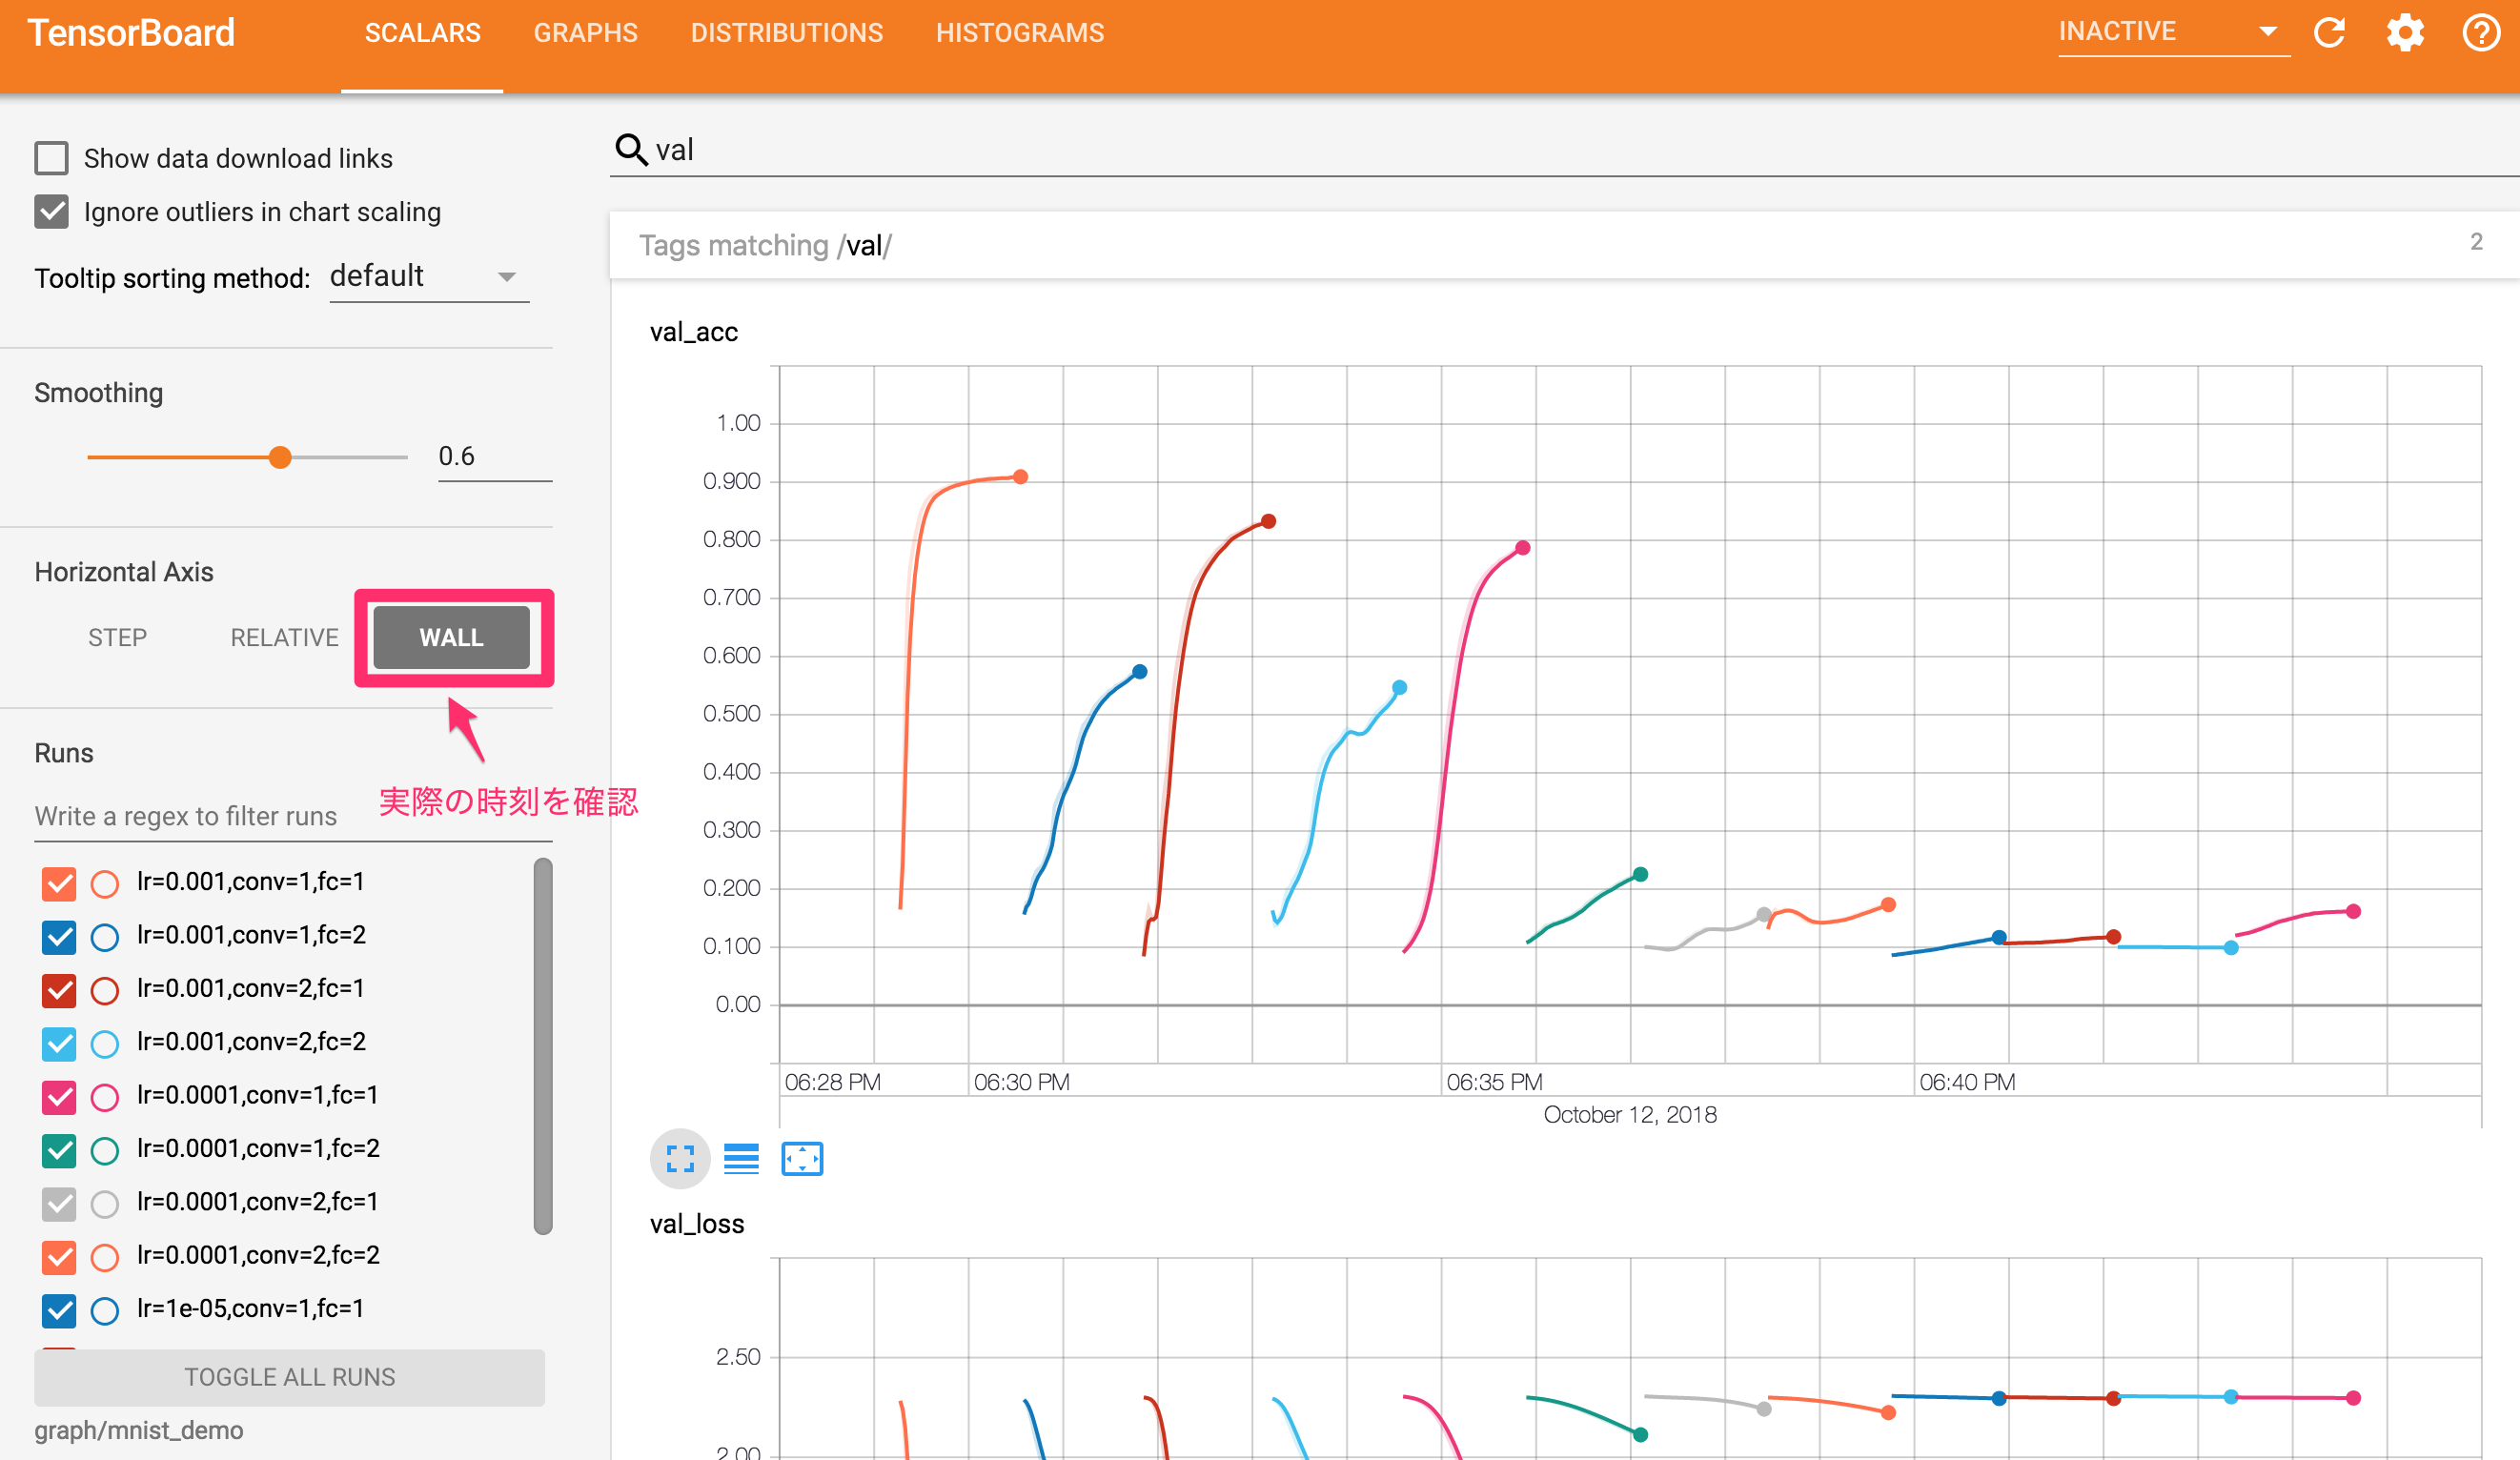 TensorBoard
SCALARS
GRAPHS
DISTRIBUTIONS
HISTOGRAMS
INACTIVE
Show data download links
Ignore outliers in chart scaling
Tooltip sorting method: default
Smoothing
0.6
Horizontal Axis
STEP
RELATIVE
WALL
実際の時刻を確認
Runs
Write a regex to filter runs
lr=0.001,conv=1,fc=1
lr=0.001,conv=1,fc=2
lr=0.001,conv=2,fc=1
lr=0.001,conv=2,fc=2
lr=0.0001,conv=1,fc=1
lr=0.0001,conv=1,fc=2
lr=0.0001,conv=2,fc=1
lr=0.0001,conv=2,fc=2
lr=1e-05,conv=1,fc=1
TOGGLE ALL RUNS
graph/mnist_demo
val
Tags matching /val/
2
val_acc
1.00
0.900
0.800
0.700
0.600
0.500
0.400
0.300
0.200
0.100
0.00
06:28 PM
06:30 PM
06:35 PM
06:40 PM
October 12, 2018
val_loss
2.50
2.00